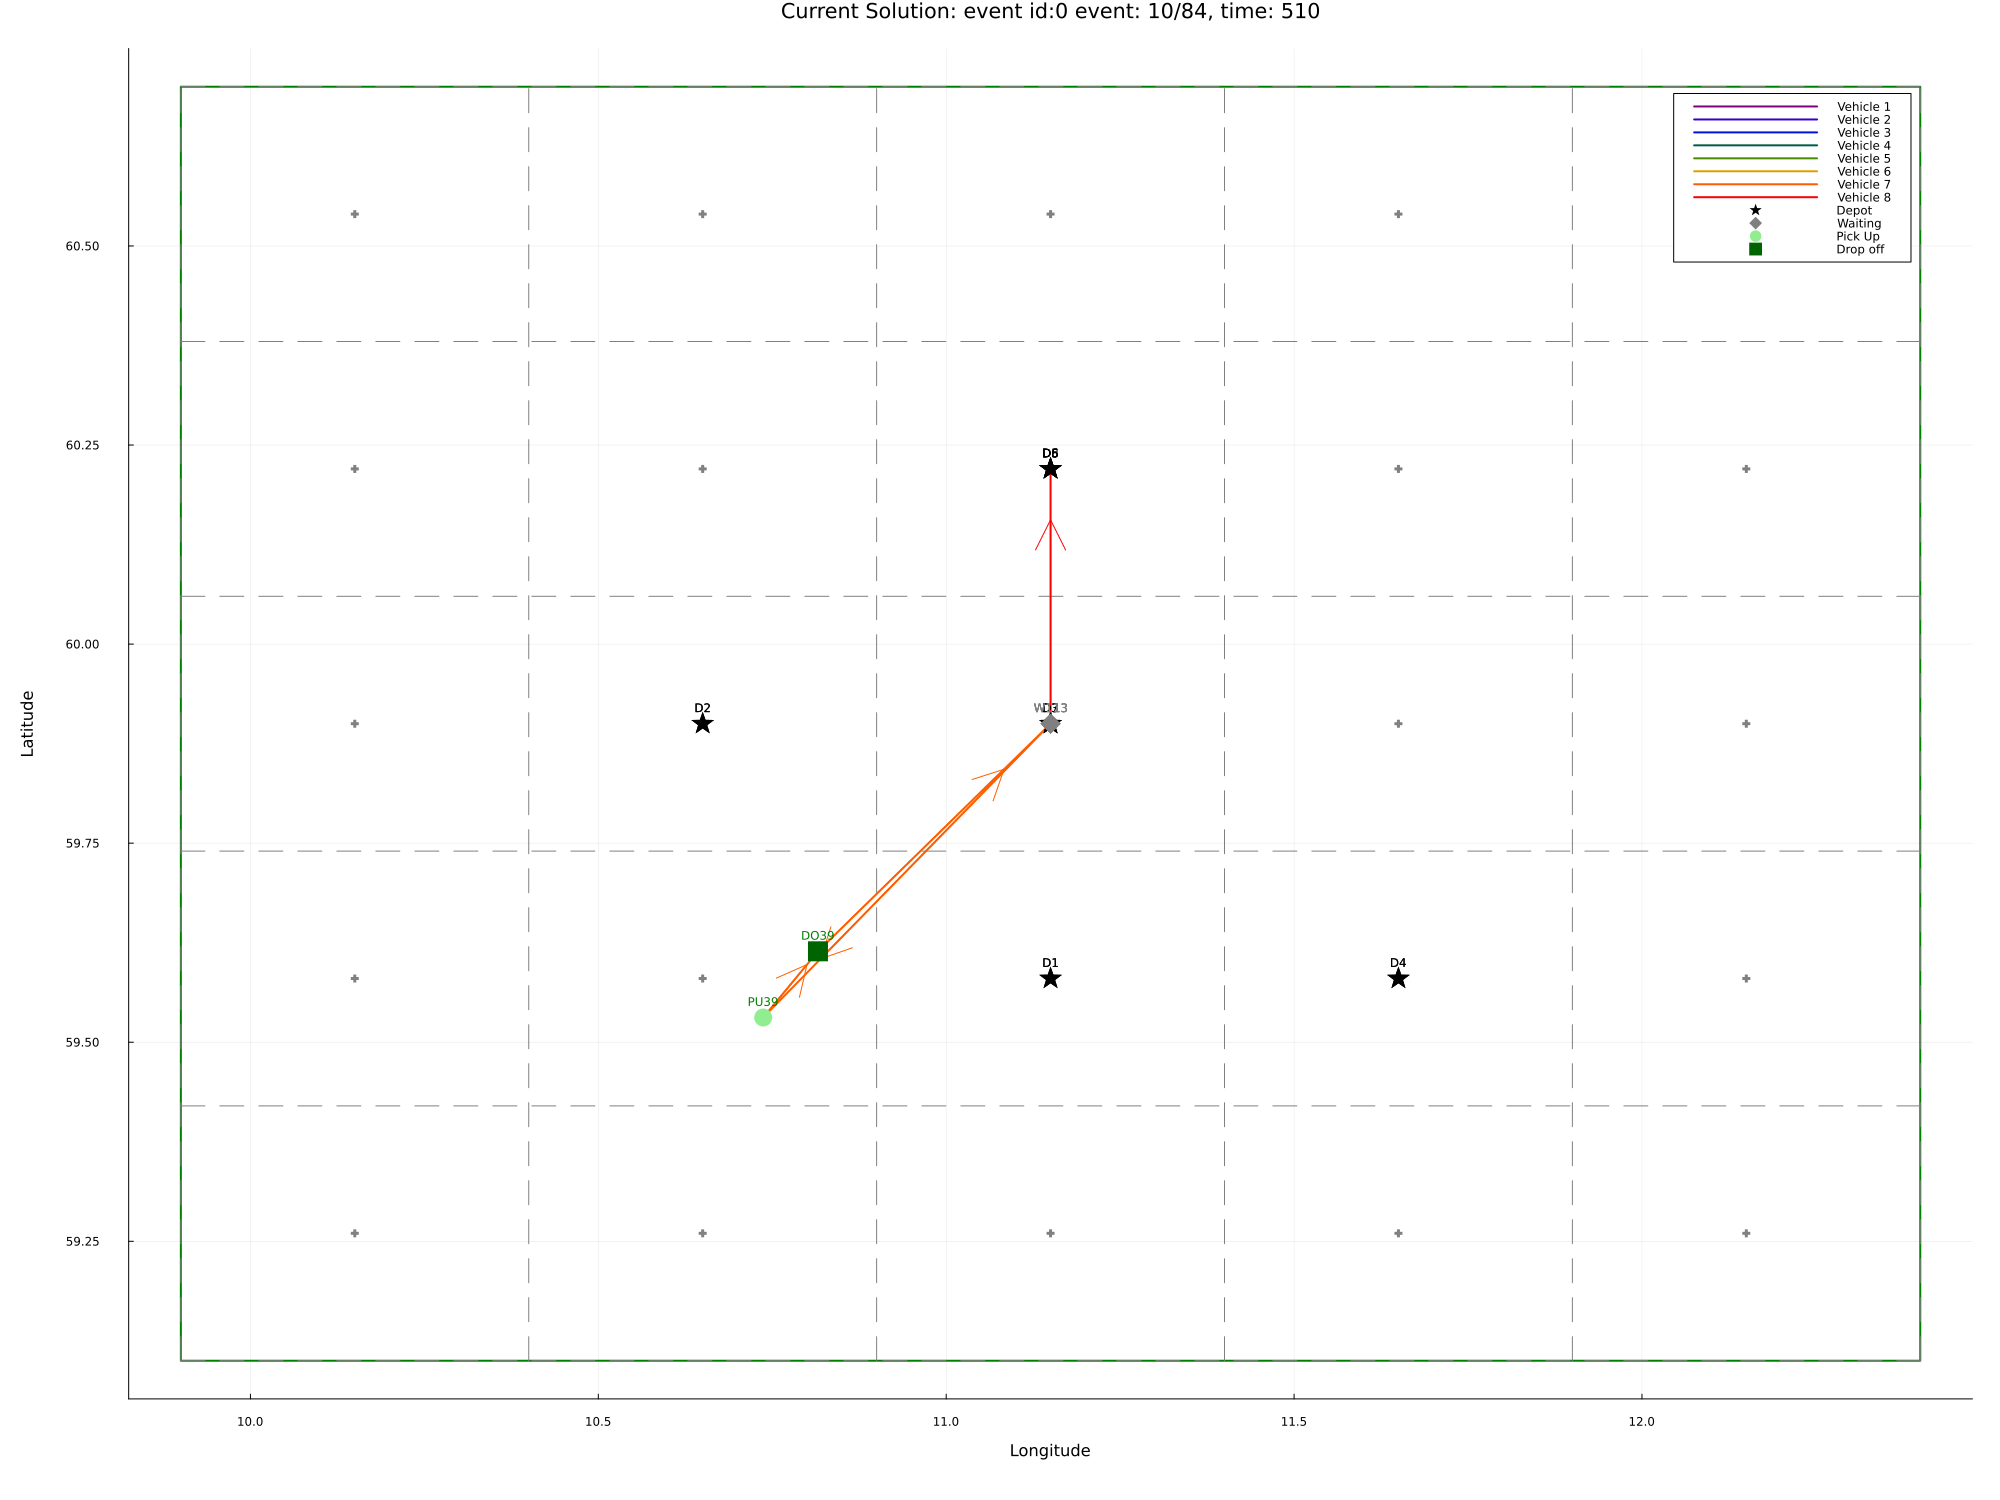 Current Solution: event id:0 event: 10/84, time: 510
Vehicle 1
Vehicle 2
Vehicle 3
Vehicle 4
Vehicle 5
Vehicle 6
Vehicle 7
Vehicle 8
Depot
Waiting
Pick Up
Drop off
60.50
60.25
60.00
59.75
59.50
59.25
Latitude
D2
DO39
PU39
D1
D4
10.0
10.5
11.0
11.5
12.0
Longitude